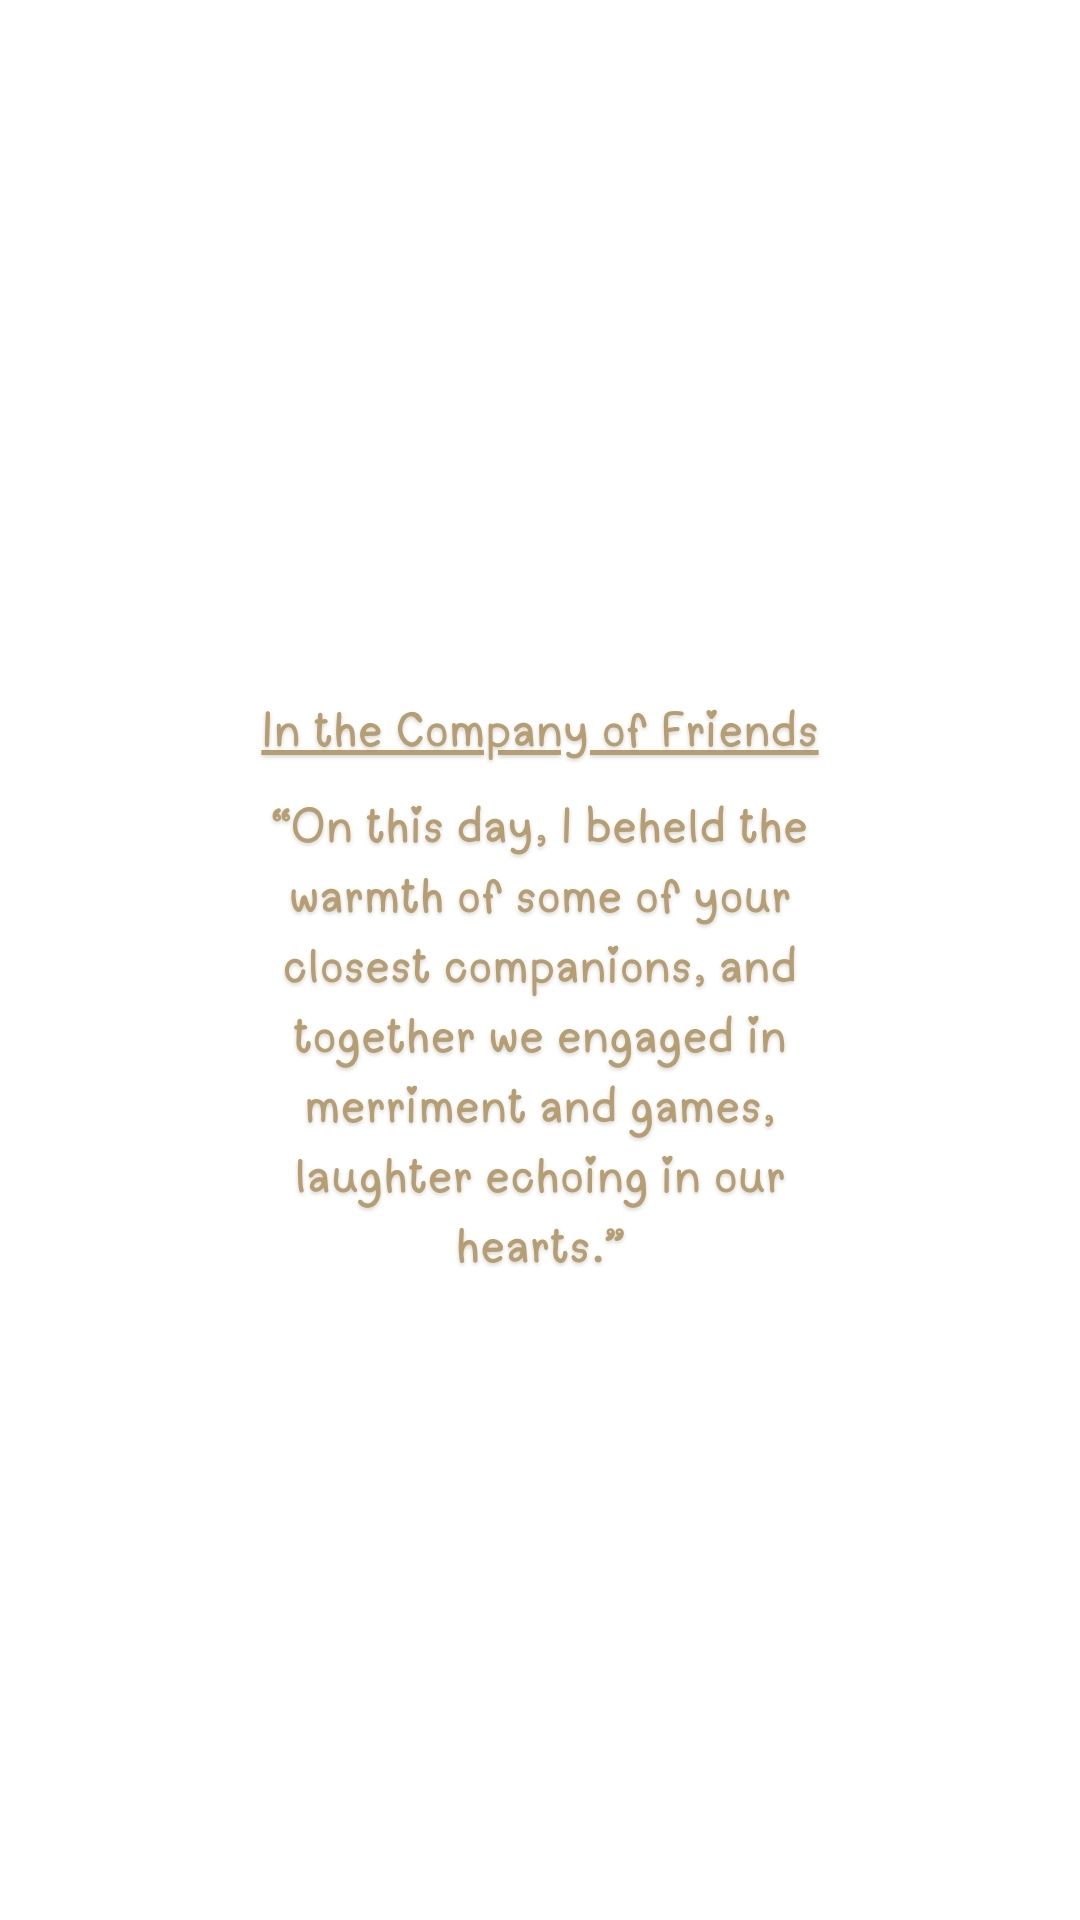 In the Company of Friends
“On this day, I beheld the
warmth of some of your
closest companions, and
together we engaged in
merriment and games,
laughter echoing in our
hearts.”